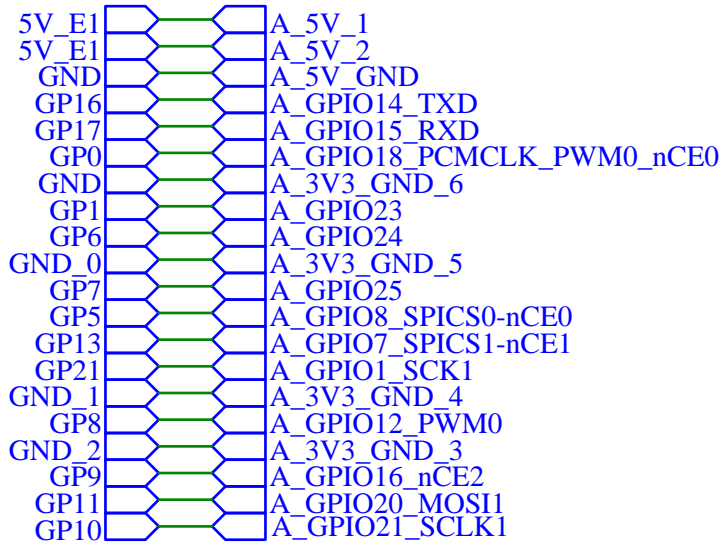 5V_E1 A_5V_1
5V_E1 A_5V_2
GND A_5V_GND
GP16 A_GPIO14_TXD
GP17 A_GPIO15_RXD
GP0 A_GPIO18_PCMCLK_PWM0_nCE0
GND A_3V3_GND_6
GP1 A_GPIO23
GP6 A_GPIO24
GND_0 A_3V3_GND_5
GP7 A_GPIO25
GP5 A_GPIO8_SPICS0-nCE0
GP13 A_GPIO7_SPICS1-nCE1
GP21 A_GPIO1_SCK1
GND_1 A_3V3_GND_4
GP8 A_GPIO12_PWM0
GND_2 A_3V3_GND_3
GP9 A_GPIO16_nCE2
GP11 A_GPIO20_MOSI1
GP10 A_GPIO21_SCLK1